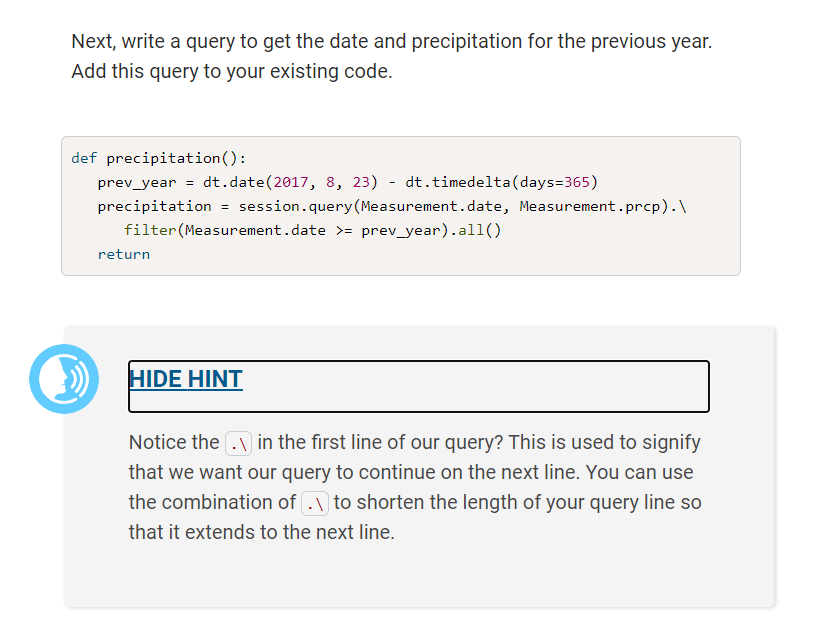 Next, write a query to get the date and precipitation for the previous year.
Add this query to your existing code.
def precipitation():
   prev_year = dt.date(2017, 8, 23) - dt.timedelta(days=365)
   precipitation = session.query(Measurement.date, Measurement.prcp).\
      filter(Measurement.date >= prev_year).all()
   return
HIDE HINT
Notice the .\ in the first line of our query? This is used to signify
that we want our query to continue on the next line. You can use
the combination of .\ to shorten the length of your query line so
that it extends to the next line.